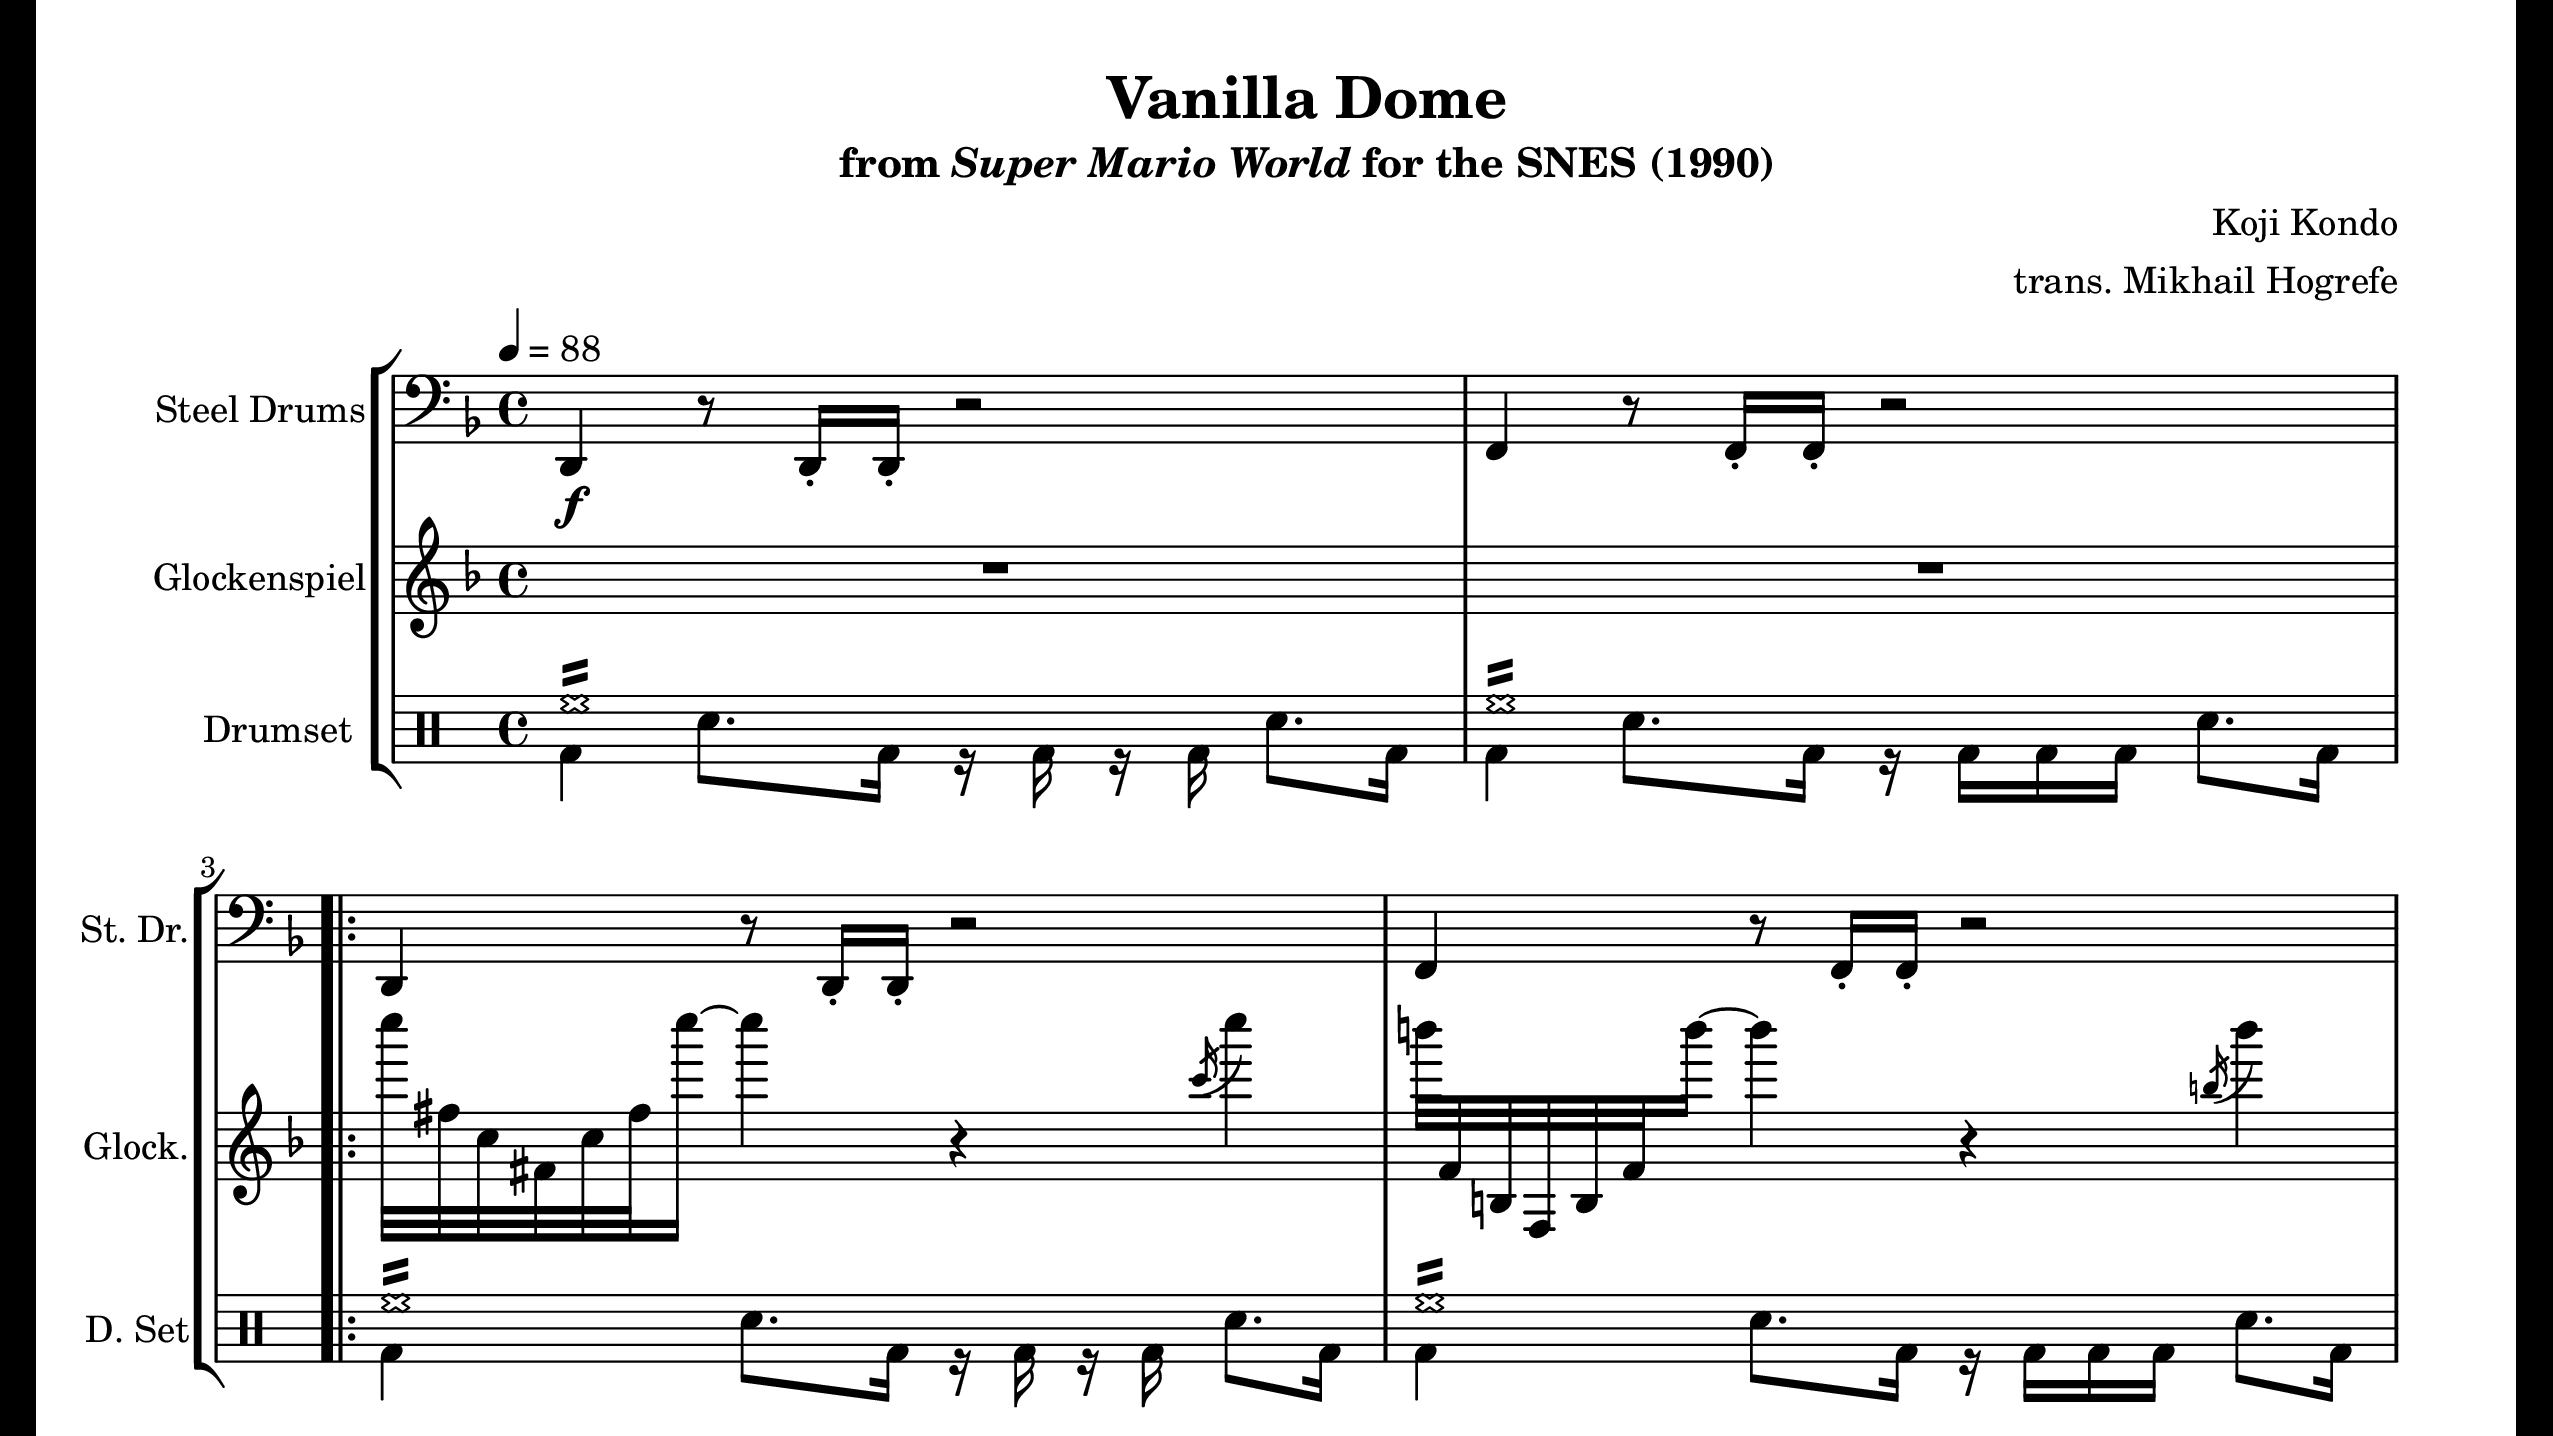 Vanilla Dome
from Super Mario World for the SNES (1990)
Koji Kondo
trans. Mikhail Hogrefe
= 88
Steel Drums
f
Glockenspiel
Drumset
3
St. Dr.
Glock.
D. Set